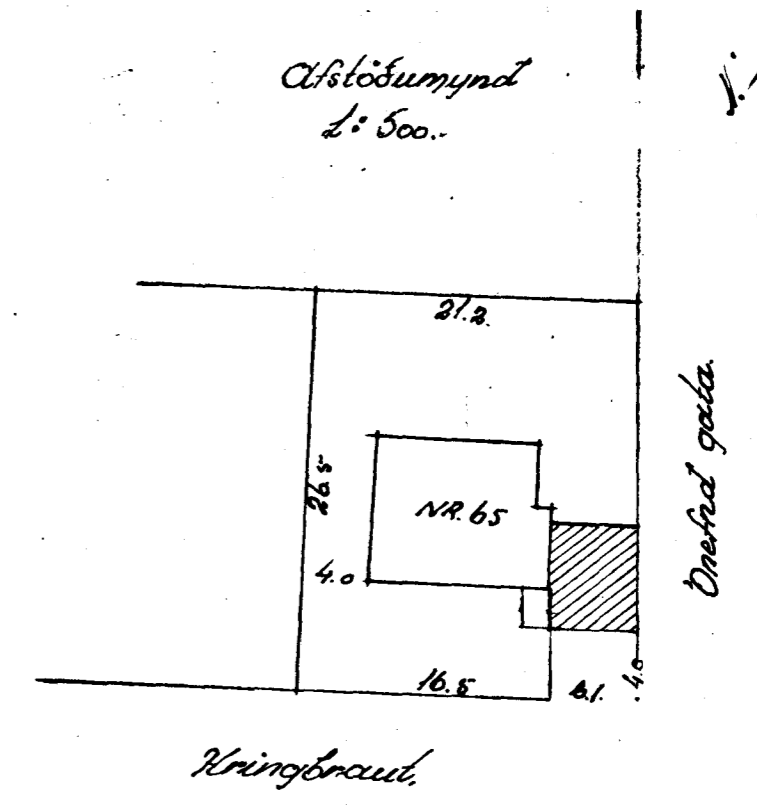 Afstöðumynd
1:500.-
21.2.
26.5
NR. 65
4.0
16.5
6.1.
4.0
Ónefnd gata.
Hringbraut.